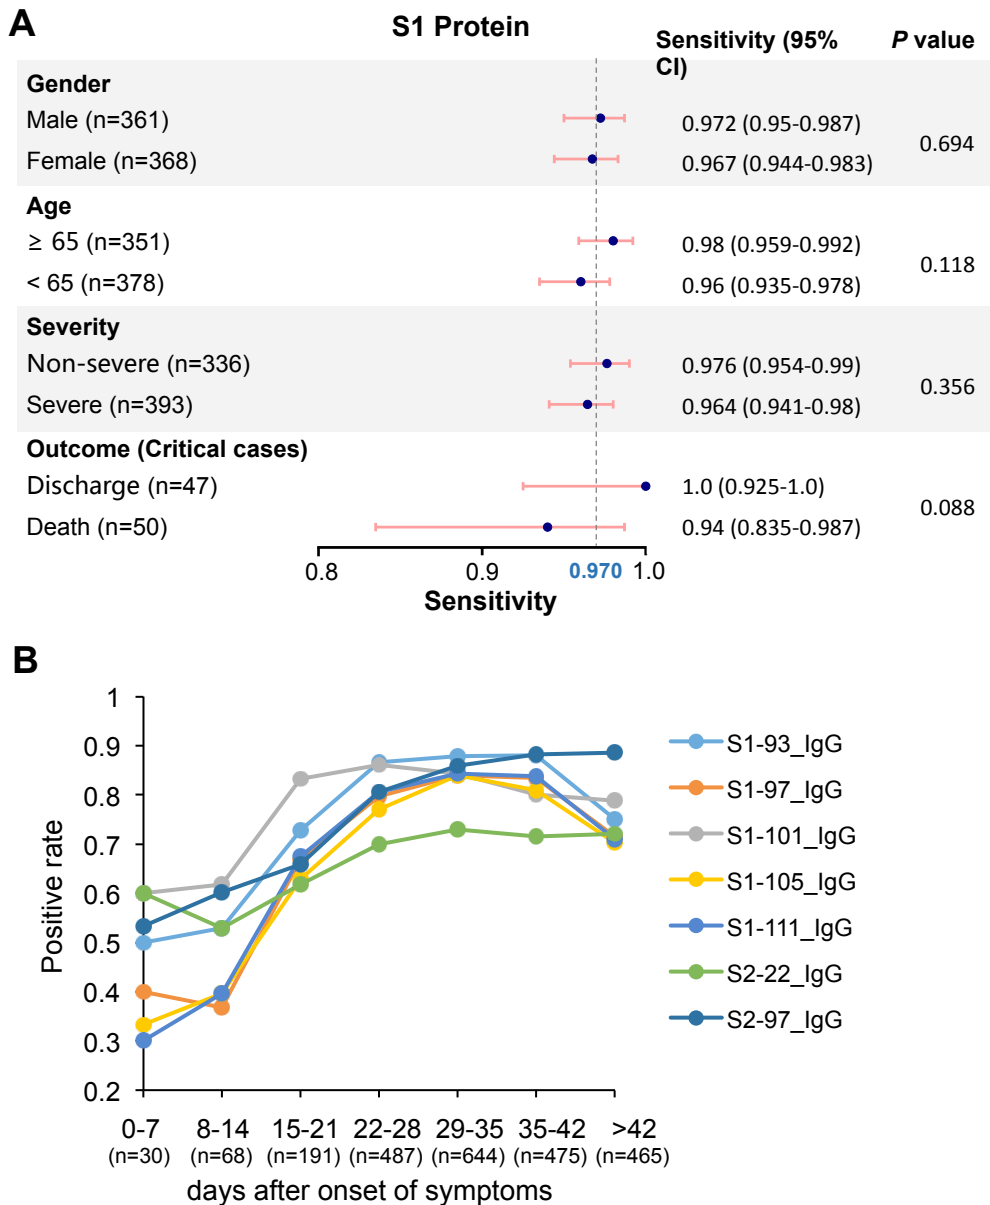 A
S1 Protein
Sensitivity (95% CI)
P value
Gender
Male (n=361)
0.972 (0.95-0.987)
Female (n=368)
0.967 (0.944-0.983)
0.694
Age
≥ 65 (n=351)
0.98 (0.959-0.992)
< 65 (n=378)
0.96 (0.935-0.978)
0.118
Severity
Non-severe (n=336)
0.976 (0.954-0.99)
Severe (n=393)
0.964 (0.941-0.98)
0.356
Outcome (Critical cases)
Discharge (n=47)
1.0 (0.925-1.0)
Death (n=50)
0.94 (0.835-0.987)
0.088
0.8 0.9 0.970 1.0
Sensitivity
B
Positive rate
1
0.9
0.8
0.7
0.6
0.5
0.4
0.3
0.2
0-7 8-14 15-21 22-28 29-35 35-42 >42
(n=30) (n=68) (n=191) (n=487) (n=644) (n=475) (n=465)
days after onset of symptoms
S1-93_IgG
S1-97_IgG
S1-101_IgG
S1-105_IgG
S1-111_IgG
S2-22_IgG
S2-97_IgG